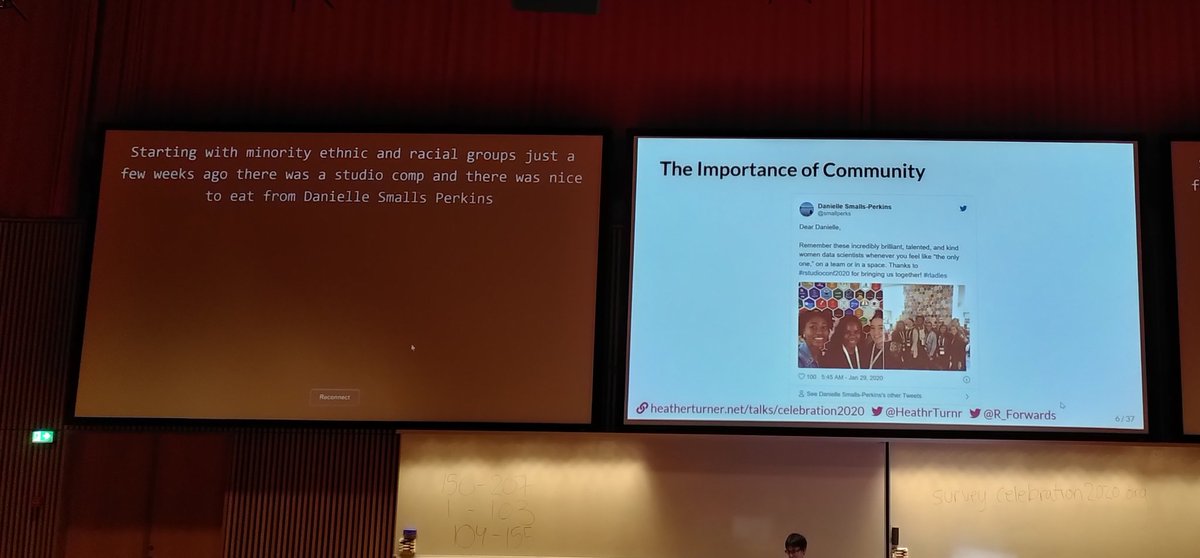 Starting with minority ethnic and racial groups just a
few weeks ago there was a studio comp and there was nice
to eat from Danielle Smalls Perkins
Reconnect
The Importance of Community
Danielle Smalls-Perkins
@smallperks
Dear Danielle,
Remember these incredibly brilliant, talented, and kind
women data scientists whenever you feel like "the only
one," on a team or in a space. Thanks to
#rstudioconf2020 for bringing us together! #rladies
100 5:45 AM - Jan 29, 2020
See Danielle Smalls-Perkins's other Tweets
heatherturner.net/talks/celebration2020 @HeathrTurnr @R_Forwards
6 / 37
f
156-207
1 - 103
104-155
survey.celebration2020.org